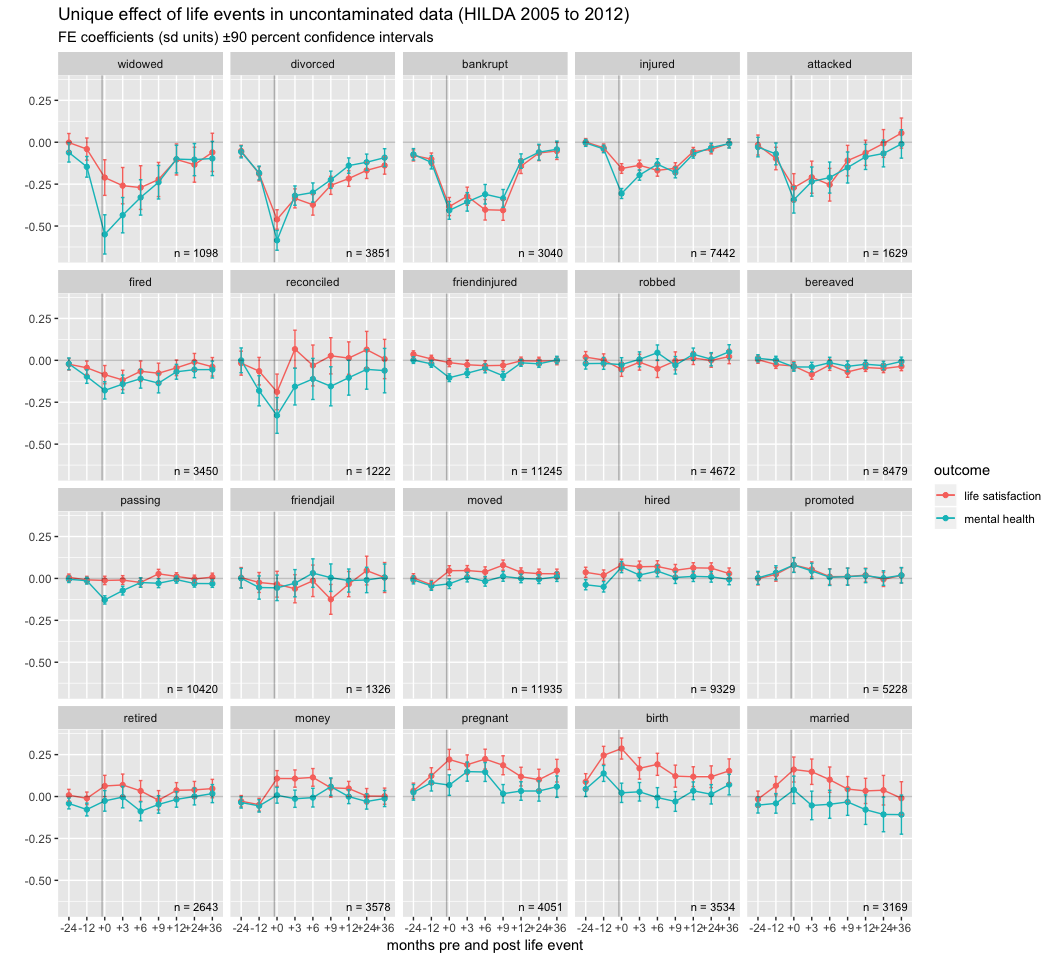 Unique effect of life events in uncontaminated data (HILDA 2005 to 2012)
FE coefficients (sd units) ±90 percent confidence intervals
widowed divorced bankrupt injured attacked
0.25
0.00
-0.25
-0.50
n = 1098 n = 3851 n = 3040 n = 7442 n = 1629
fired reconciled friendinjured robbed bereaved
0.25
0.00
-0.25
-0.50
n = 3450 n = 1222 n = 11245 n = 4672 n = 8479
outcome
life satisfaction
mental health
passing friendjail moved hired promoted
0.25
0.00
-0.25
-0.50
n = 10420 n = 1326 n = 11935 n = 9329 n = 5228
retired money pregnant birth married
0.25
0.00
-0.25
-0.50
n = 2643 n = 3578 n = 4051 n = 3534 n = 3169
-24 -12 +0 +3 +6 +9 +12 +24 +36 -24 -12 +0 +3 +6 +9 +12 +24 +36 -24 -12 +0 +3 +6 +9 +12 +24 +36 -24 -12 +0 +3 +6 +9 +12 +24 +36 -24 -12 +0 +3 +6 +9 +12 +24 +36
months pre and post life event